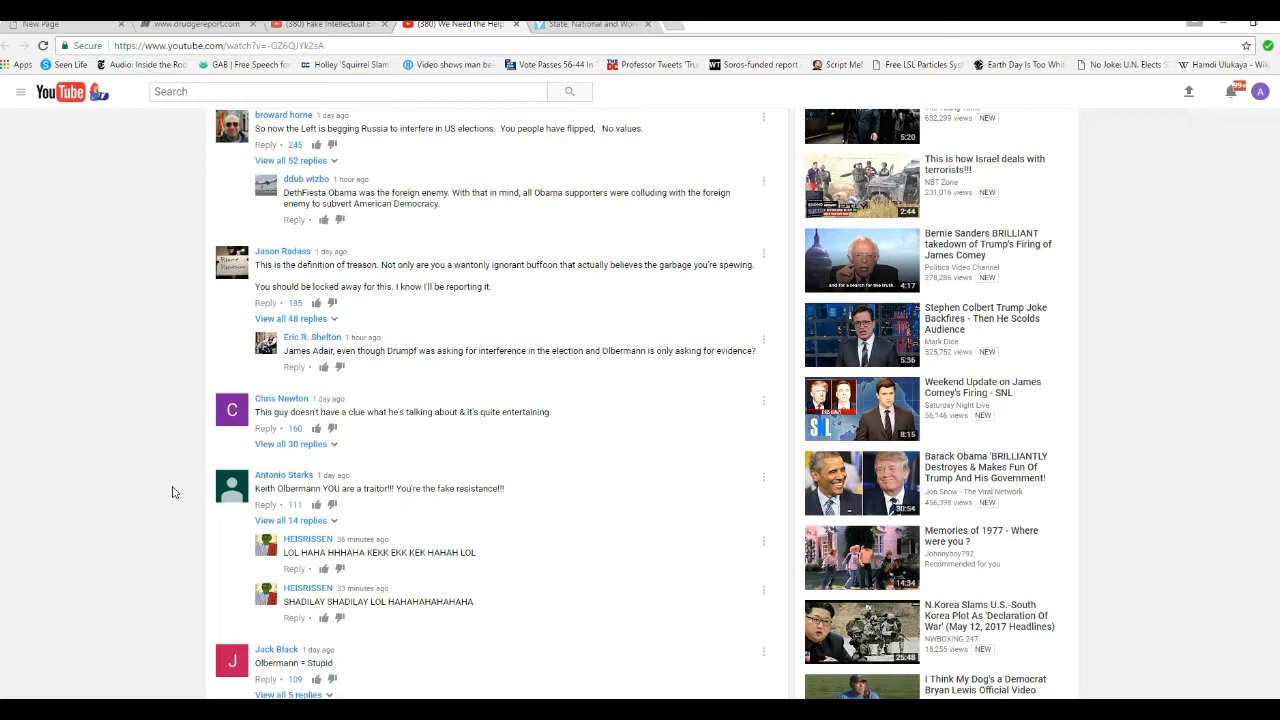 New Page
www.drudgereport.com
(380) Fake Intellectual E
(380) We Need the Help
State, National and Wor
Secure
https://www.youtube.com/watch?v=-GZ6QJYk2sA
Apps
Seen Life
Audio: Inside the Roo
GAB | Free Speech for
Holley 'Squirrel Slam'
Video shows man be
Vote Passes 56-44 In
Professor Tweets 'Tru
Soros-funded report
Script Mel
Free LSL Particles Sys
Earth Day Is Too Whit
No Joke: U.N. Elects S
Hamdi Ulukaya - Wik
YouTube
Search
99+
A
broward horne 1 day ago
So now the Left is begging Russia to interfere in US elections. You people have flipped, No values.
Reply • 245
View all 52 replies
ddub wizbo 1 hour ago
DethFiesta Obama was the foreign enemy. With that in mind, all Obama supporters were colluding with the foreign
enemy to subvert American Democracy.
Reply •
Jason Radass 1 day ago
This is the definition of treason. Not only are you a wantonly ignorant buffoon that actually believes the garbage you're spewing.
You should be locked away for this. I know I'll be reporting it.
Reply • 185
View all 48 replies
Eric R. Shelton 1 hour ago
James Adair, even though Drumpf was asking for interference in the election and Olbermann is only asking for evidence?
Reply •
C
Chris Newton 1 day ago
This guy doesn't have a clue what he's talking about & it's quite entertaining.
Reply • 160
View all 30 replies
Antonio Starks 1 day ago
Keith Olbermann YOU are a traitor!!! You're the fake resistance!!!
Reply • 111
View all 14 replies
HEISRISSEN 36 minutes ago
LOL HAHA HHHAHA KEKK EKK KEK HAHAH LOL
Reply •
HEISRISSEN 33 minutes ago
SHADILAY SHADILAY LOL HAHAHAHAHAHAHA
Reply •
J
Jack Black 1 day ago
Olbermann = Stupid
Reply • 109
View all 5 replies
632,299 views NEW
5:20
This is how Israel deals with
terrorists!!!
NBT Zone
231,016 views NEW
2:44
Bernie Sanders BRILLIANT
takedown of Trump's Firing of
James Comey
Politics Video Channel
278,286 views NEW
and for a search for the truth.
4:17
Stephen Colbert Trump Joke
Backfires - Then He Scolds
Audience
Mark Dice
525,752 views NEW
5:36
Weekend Update on James
Comey's Firing - SNL
Saturday Night Live
56,146 views NEW
8:15
Barack Obama 'BRILLIANTLY
Destroyes & Makes Fun Of
Trump And His Government!
Jon Snow - The Viral Network
456,398 views NEW
30:54
Memories of 1977 - Where
were you ?
Johnnyboy792
Recommended for you
14:34
N.Korea Slams U.S.-South
Korea Plot As 'Declaration Of
War' (May 12, 2017 Headlines)
NWBOXING 247
18,255 views NEW
25:48
I Think My Dog's a Democrat
Bryan Lewis Official Video